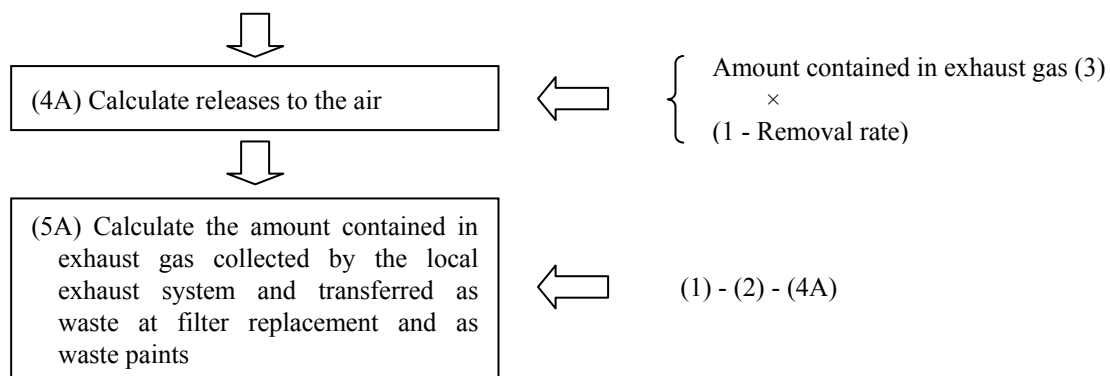 (4A) Calculate releases to the air
Amount contained in exhaust gas (3)
×
(1 - Removal rate)
(5A) Calculate the amount contained in
exhaust gas collected by the local
exhaust system and transferred as
waste at filter replacement and as
waste paints
(1) - (2) - (4A)